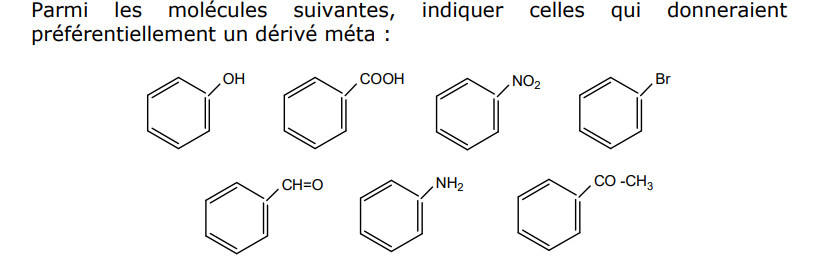 Parmi les molécules suivantes, indiquer celles qui donneraient
préférentiellement un dérivé méta :
OH COOH NO₂ Br
CH=O NH₂ CO -CH₃